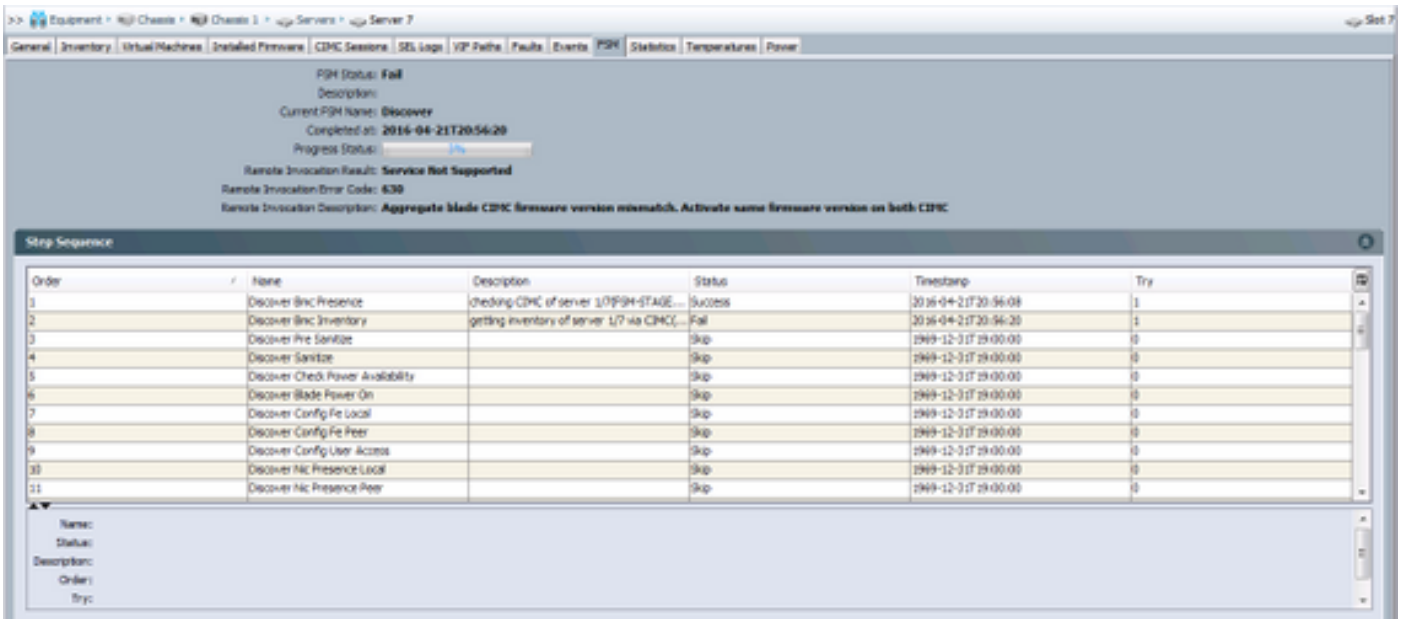 >> Equipment › Chassis › Chassis 1 › Servers › Server 7
Slot 7
General Inventory Virtual Machines Installed Firmware CIMC Sessions SEL Logs VIF Paths Faults Events FSM Statistics Temperatures Power
FSM Status: Fail
Description:
Current FSM Name: Discover
Completed at: 2016-04-21T20:56:20
Progress Status:
Remote Invocation Result: Service Not Supported
Remote Invocation Error Code: 630
Remote Invocation Description: Aggregate blade CIMC firmware version mismatch. Activate same firmware version on both CIMC
Step Sequence
Order Name Description Status Timestamp Try
1 Discover Bmc Presence checking CIMC of server 1/7(FSM-STAGE... Success 2016-04-21T20:56:08 1
2 Discover Bmc Inventory getting inventory of server 1/7 via CIMC(... Fail 2016-04-21T20:56:20 1
3 Discover Pre Sanitize Skip 1969-12-31T19:00:00 0
4 Discover Sanitize Skip 1969-12-31T19:00:00 0
5 Discover Check Power Availability Skip 1969-12-31T19:00:00 0
6 Discover Blade Power On Skip 1969-12-31T19:00:00 0
7 Discover Config Fe Local Skip 1969-12-31T19:00:00 0
8 Discover Config Fe Peer Skip 1969-12-31T19:00:00 0
9 Discover Config User Access Skip 1969-12-31T19:00:00 0
10 Discover Nic Presence Local Skip 1969-12-31T19:00:00 0
11 Discover Nic Presence Peer Skip 1969-12-31T19:00:00 0
Name:
Status:
Description:
Order:
Try: